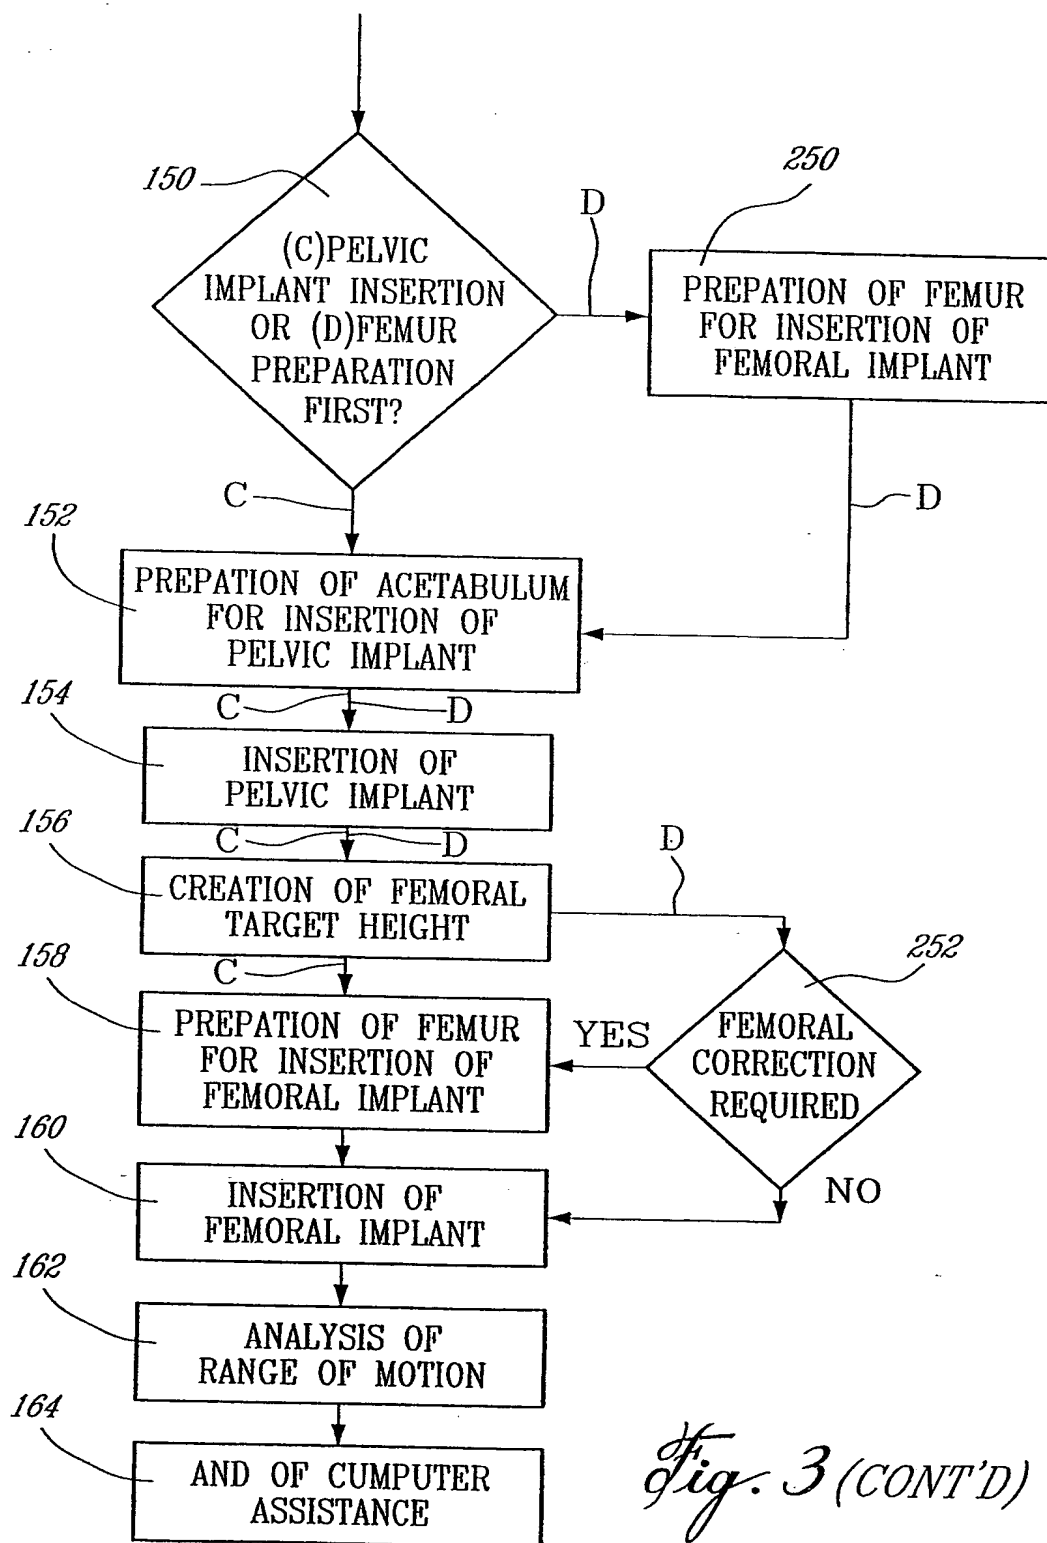 150
(C)PELVIC
IMPLANT INSERTION
OR (D)FEMUR
PREPARATION
FIRST?
D
250
PREPATION OF FEMUR
FOR INSERTION OF
FEMORAL IMPLANT
C
D
152
PREPATION OF ACETABULUM
FOR INSERTION OF
PELVIC IMPLANT
C
D
154
INSERTION OF
PELVIC IMPLANT
C
D
156
CREATION OF FEMORAL
TARGET HEIGHT
D
C
252
FEMORAL
CORRECTION
REQUIRED
YES
NO
158
PREPATION OF FEMUR
FOR INSERTION OF
FEMORAL IMPLANT
160
INSERTION OF
FEMORAL IMPLANT
162
ANALYSIS OF
RANGE OF MOTION
164
AND OF CUMPUTER
ASSISTANCE
Fig. 3 (CONT'D)